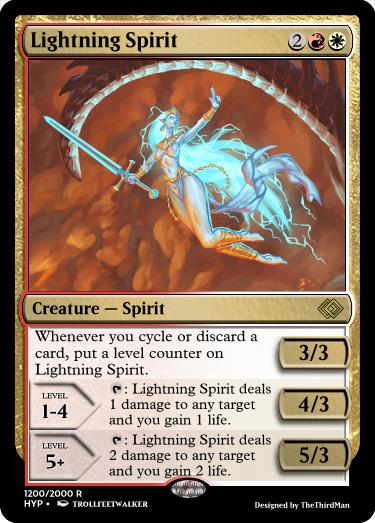 Lightning Spirit 2
Creature — Spirit
Whenever you cycle or discard a
card, put a level counter on
Lightning Spirit.
3/3
LEVEL
1-4
: Lightning Spirit deals
1 damage to any target
and you gain 1 life.
4/3
LEVEL
5+
: Lightning Spirit deals
2 damage to any target
and you gain 2 life.
5/3
1200/2000 R
HYP • TROLLFEETWALKER
Designed by TheThirdMan